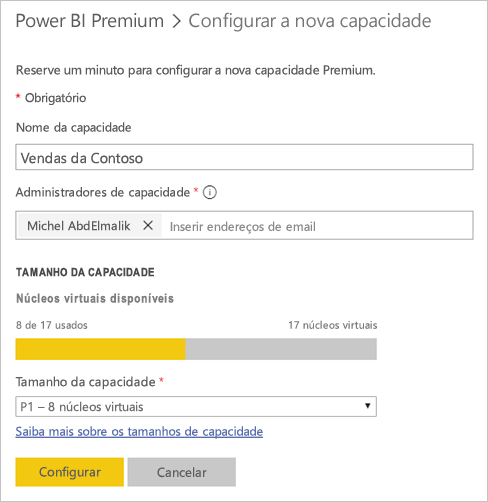 Power BI Premium > Configurar a nova capacidade
Reserve um minuto para configurar a nova capacidade Premium.
* Obrigatório
Nome da capacidade
Vendas da Contoso
Administradores de capacidade *
Michel AbdElmalik Inserir endereços de email
TAMANHO DA CAPACIDADE
Núcleos virtuais disponíveis
8 de 17 usados 17 núcleos virtuais
Tamanho da capacidade *
P1 – 8 núcleos virtuais
Saiba mais sobre os tamanhos de capacidade
Configurar Cancelar